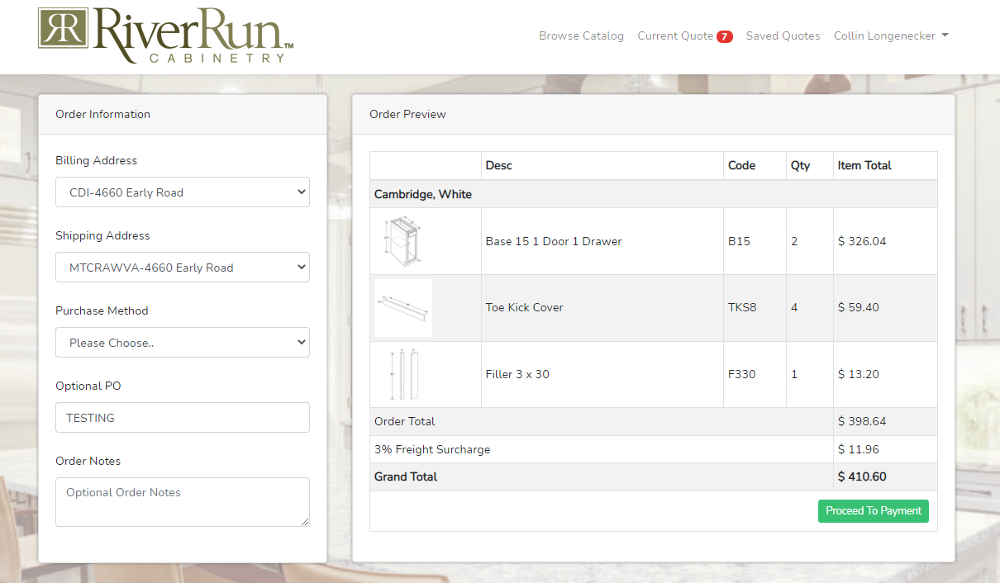 RR RiverRun™
CABINETRY
Browse Catalog Current Quote 7 Saved Quotes Collin Longenecker
Order Information
Billing Address
CDI-4660 Early Road
Shipping Address
MTCRAWVA-4660 Early Road
Purchase Method
Please Choose..
Optional PO
TESTING
Order Notes
Optional Order Notes
Order Preview
Desc Code Qty Item Total
Cambridge, White
Base 15 1 Door 1 Drawer B15 2 $ 326.04
Toe Kick Cover TKS8 4 $ 59.40
Filler 3 x 30 F330 1 $ 13.20
Order Total $ 398.64
3% Freight Surcharge $ 11.96
Grand Total $ 410.60
Proceed To Payment